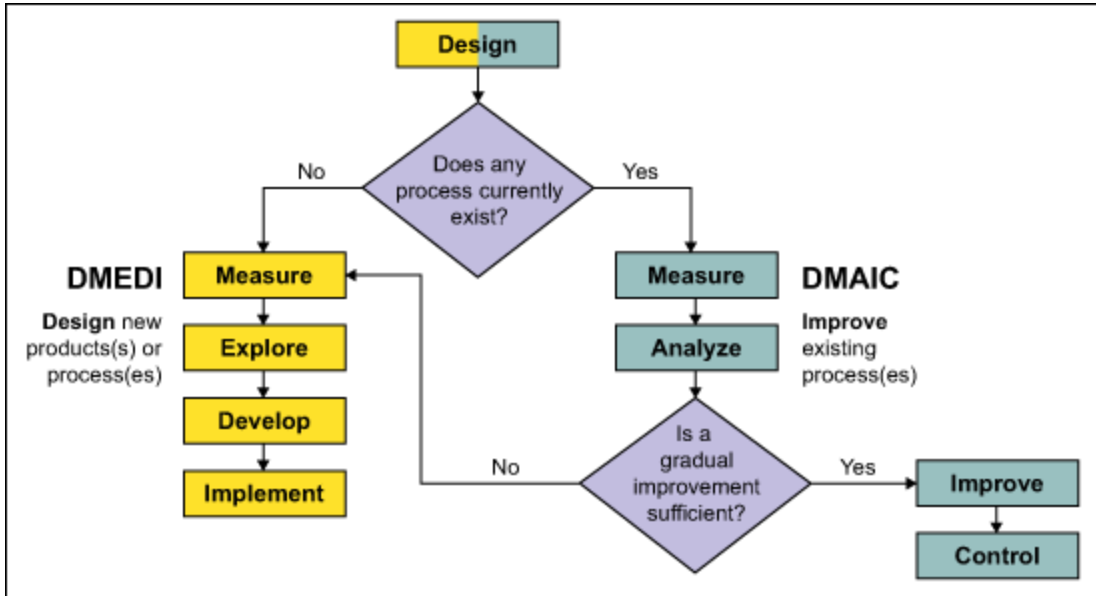 Design
Does any
process currently
exist?
No
Yes
DMEDI
Design new
products(s) or
process(es)
Measure
Explore
Develop
Implement
Measure
Analyze
DMAIC
Improve
existing
process(es)
Is a
gradual
improvement
sufficient?
No
Yes
Improve
Control